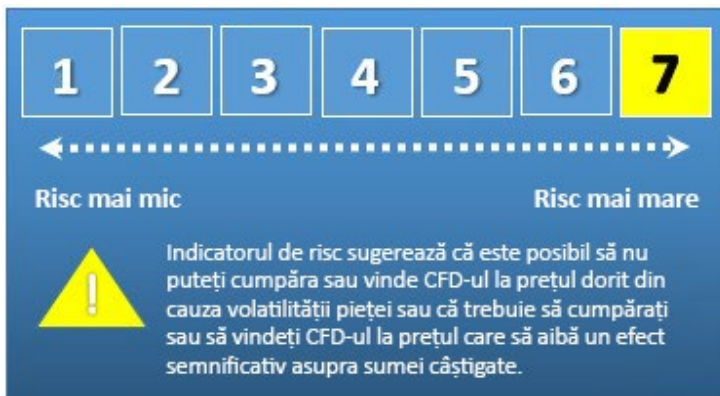 1 2 3 4 5 6 7
Risc mai mic Risc mai mare
!
Indicatorul de risc sugerează că este posibil să nu
puteți cumpăra sau vinde CFD-ul la prețul dorit din
cauza volatilității pieței sau că trebuie să cumpărați
sau să vindeți CFD-ul la prețul care să aibă un efect
semnificativ asupra sumei câștigate.